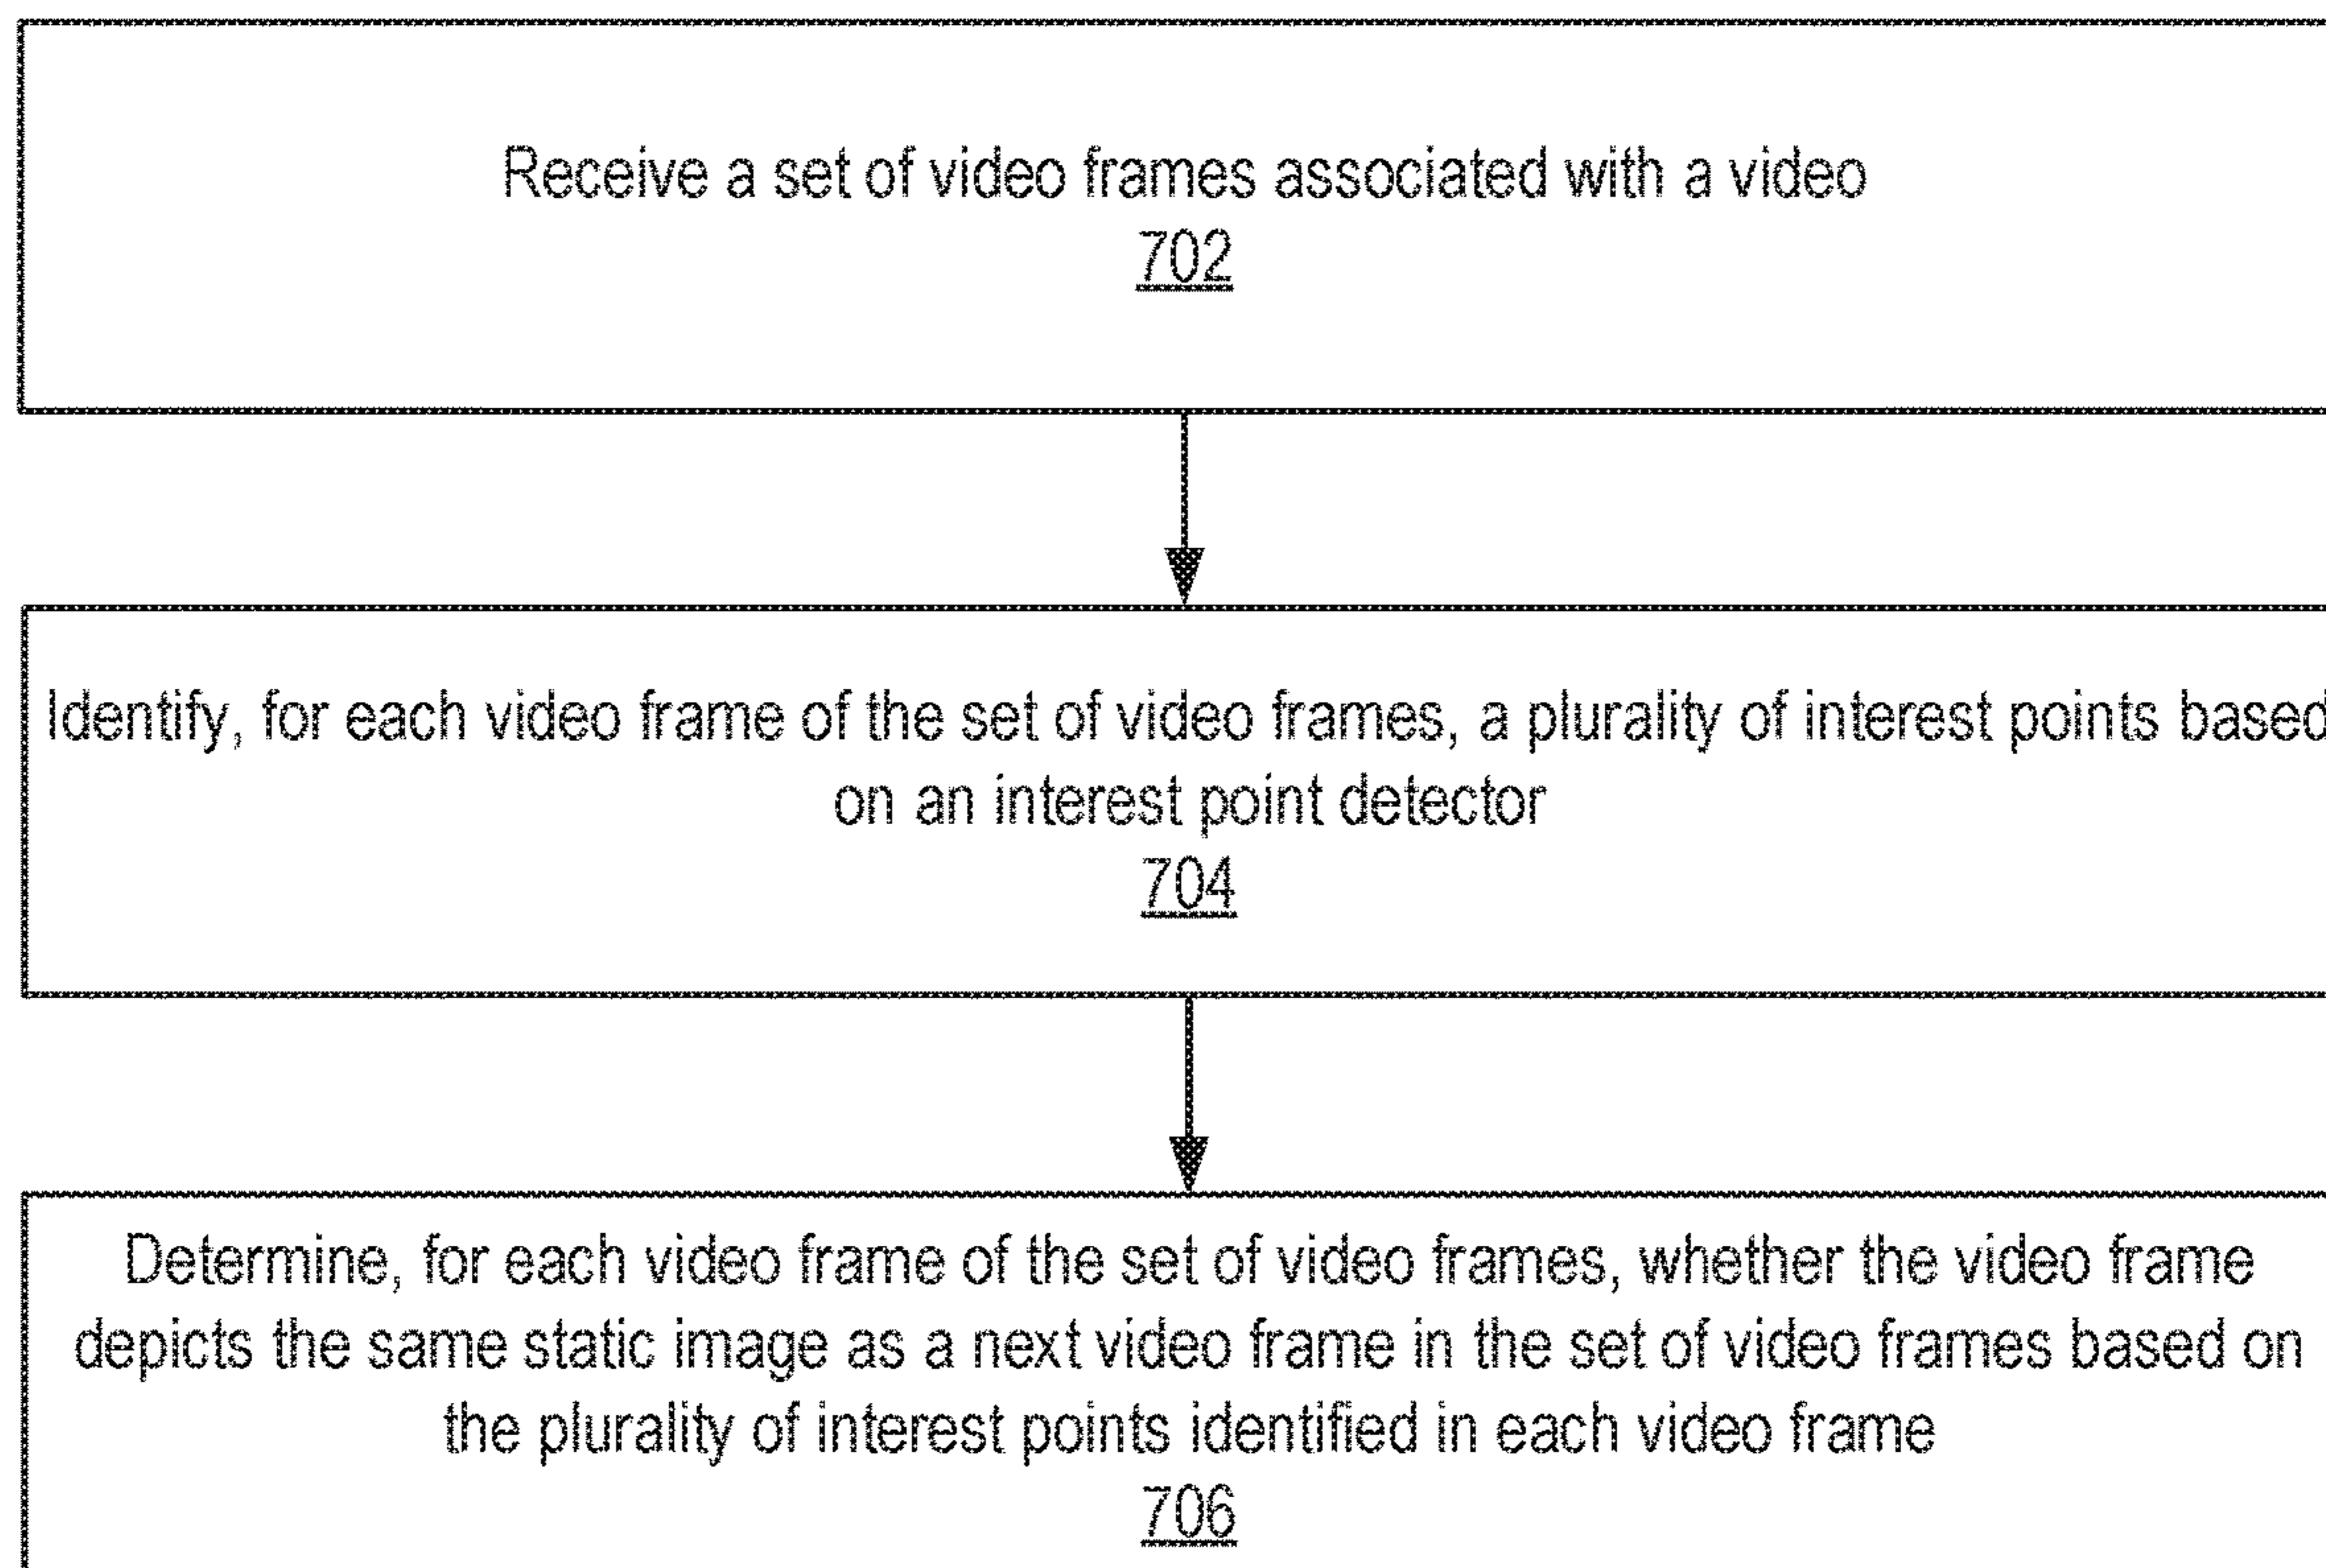 Receive a set of video frames associated with a video
702
Identify, for each video frame of the set of video frames, a plurality of interest points based
on an interest point detector
704
Determine, for each video frame of the set of video frames, whether the video frame
depicts the same static image as a next video frame in the set of video frames based on
the plurality of interest points identified in each video frame
706